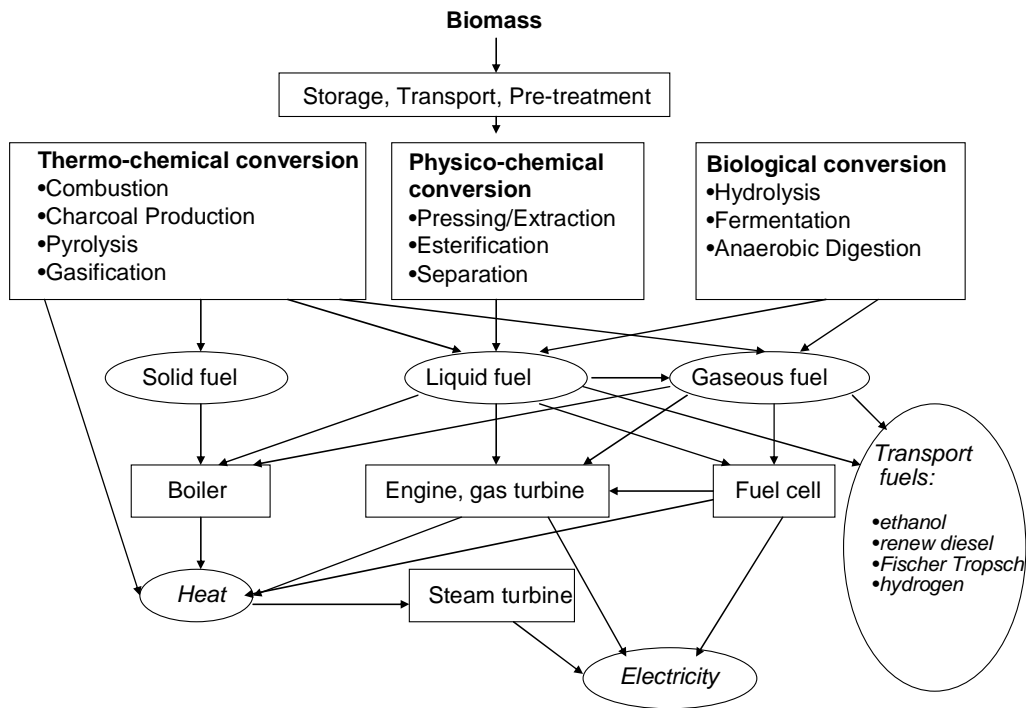 Biomass
Storage, Transport, Pre-treatment
Thermo-chemical conversion
•Combustion
•Charcoal Production
•Pyrolysis
•Gasification
Physico-chemical
conversion
•Pressing/Extraction
•Esterification
•Separation
Biological conversion
•Hydrolysis
•Fermentation
•Anaerobic Digestion
Solid fuel
Liquid fuel
Gaseous fuel
Boiler
Engine, gas turbine
Fuel cell
Transport
fuels:
•ethanol
•renew diesel
•Fischer Tropsch
•hydrogen
Heat
Steam turbine
Electricity